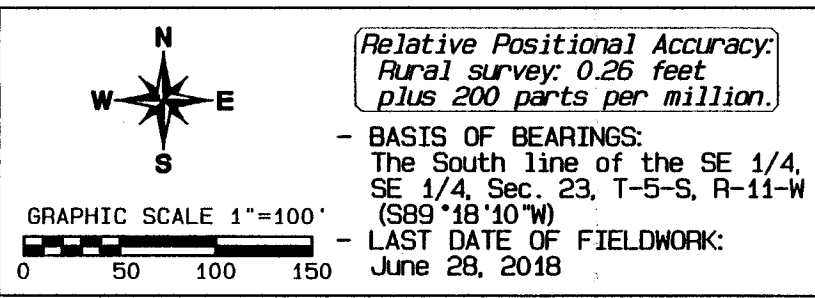 N
W E
S
GRAPHIC SCALE 1"=100'
0 50 100 150
Relative Positional Accuracy:
Rural survey: 0.26 feet
plus 200 parts per million.
- BASIS OF BEARINGS:
The South line of the SE 1/4,
SE 1/4, Sec. 23, T-5-S, R-11-W
(S89°18'10"W)
- LAST DATE OF FIELDWORK:
June 28, 2018